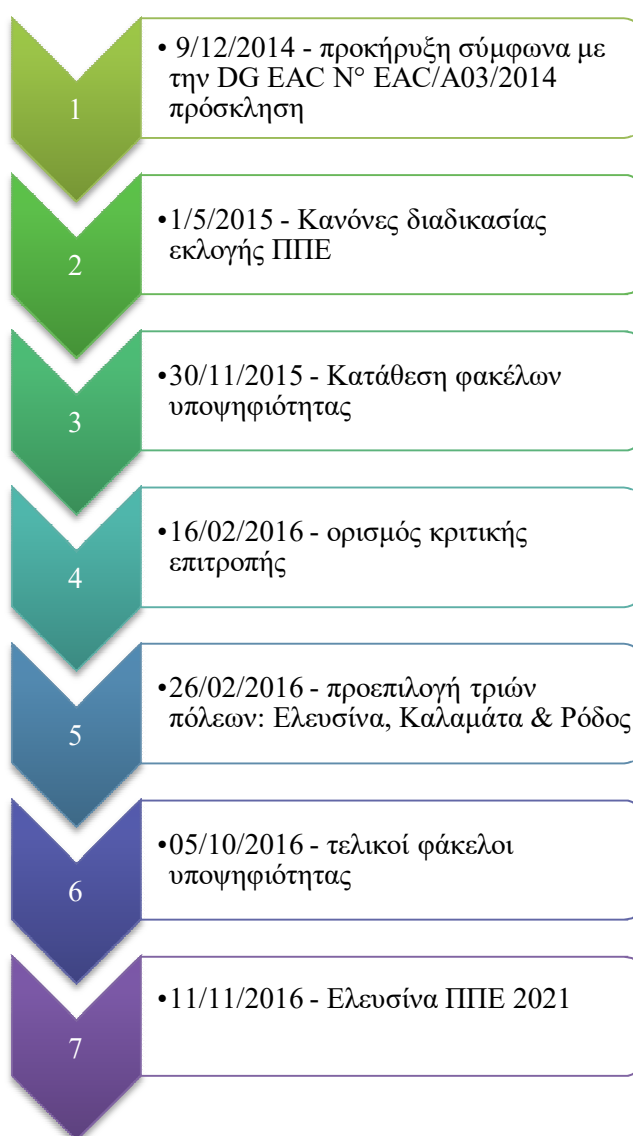 1
• 9/12/2014 - προκήρυξη σύμφωνα με
την DG EAC N° EAC/A03/2014
πρόσκληση
2
•1/5/2015 - Κανόνες διαδικασίας
εκλογής ΠΠΕ
3
•30/11/2015 - Κατάθεση φακέλων
υποψηφιότητας
4
•16/02/2016 - ορισμός κριτικής
επιτροπής
5
•26/02/2016 - προεπιλογή τριών
πόλεων: Ελευσίνα, Καλαμάτα & Ρόδος
6
•05/10/2016 - τελικοί φάκελοι
υποψηφιότητας
7
•11/11/2016 - Ελευσίνα ΠΠΕ 2021